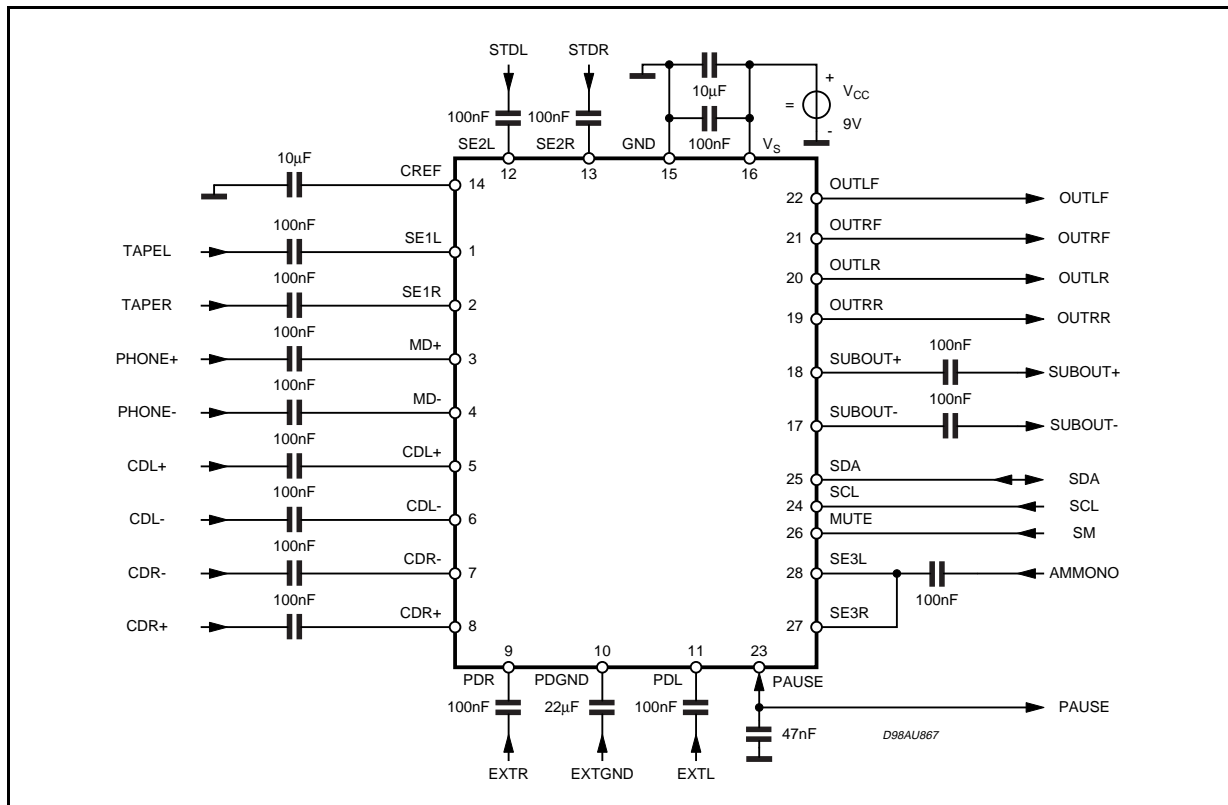 STDL STDR
+
10µF VCC
=
100nF 100nF 9V
100nF -
SE2L SE2R GND VS
12 13 15 16
10µF CREF 14
22 OUTLF OUTLF
100nF
TAPEL SE1L 1
21 OUTRF OUTRF
100nF
20 OUTLR OUTLR
TAPER SE1R 2
19 OUTRR OUTRR
100nF
PHONE+ MD+ 3
18 SUBOUT+ 100nF SUBOUT+
100nF
PHONE- MD- 4
17 SUBOUT- 100nF SUBOUT-
100nF
CDL+ CDL+ 5
25 SDA SDA
100nF
24 SCL SCL
CDL- CDL- 6
26 MUTE SM
100nF
CDR- CDR- 7
28 SE3L AMMONO
100nF
100nF
CDR+ CDR+ 8
27 SE3R
9 10 11 23
PDR PDGND PDL PAUSE
100nF 22µF 100nF
PAUSE
47nF D98AU867
EXTR EXTGND EXTL